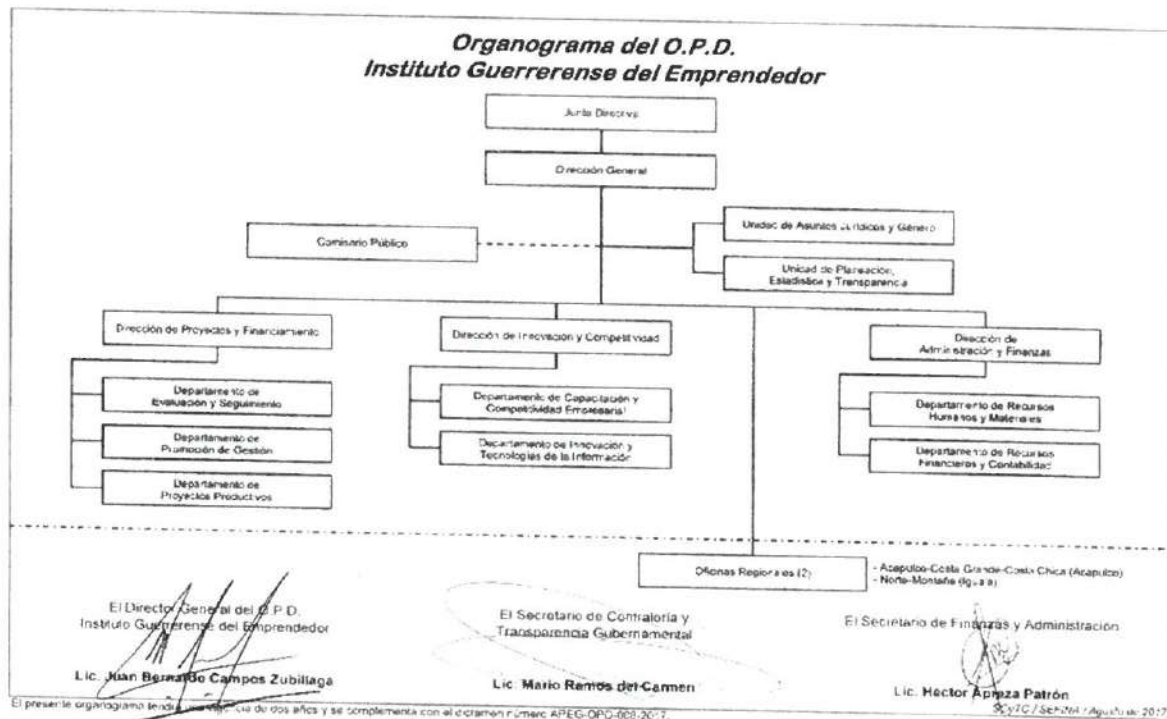 Organograma del O.P.D.
Instituto Guerrerense del Emprendedor
Junta Directiva
Dirección General
Comisario Público
Unidad de Asuntos Jurídicos y Género
Unidad de Planeación,
Estadística y Transparencia
Dirección de Proyectos y Financiamiento
Dirección de Innovación y Competitividad
Dirección de
Administración y Finanzas
Departamento de
Evaluación y Seguimiento
Departamento de
Promoción de Gestión
Departamento de
Proyectos Productivos
Departamento de Capacitación y
Competitividad Empresarial
Departamento de Innovación y
Tecnologías de la Información
Departamento de Recursos
Humanos y Materiales
Departamento de Recursos
Financieros y Contabilidad
Oficinas Regionales (2)
- Acapulco-Costa Grande-Costa Chica (Acapulco)
- Norte-Montaña (Iguala)
El Director General del O.P.D.
Instituto Guerrerense del Emprendedor
Lic. Juan Bernardo Campos Zubillaga
El Secretario de Contraloría y
Transparencia Gubernamental
Lic. Mario Ramos del Carmen
El Secretario de Finanzas y Administración
Lic. Héctor Apreza Patrón
El presente organograma tendrá una vigencia de dos años y se complementa con el dictamen número APEG-OPD-008-2017.
SCyTG / SEFINA / Agosto de 2017